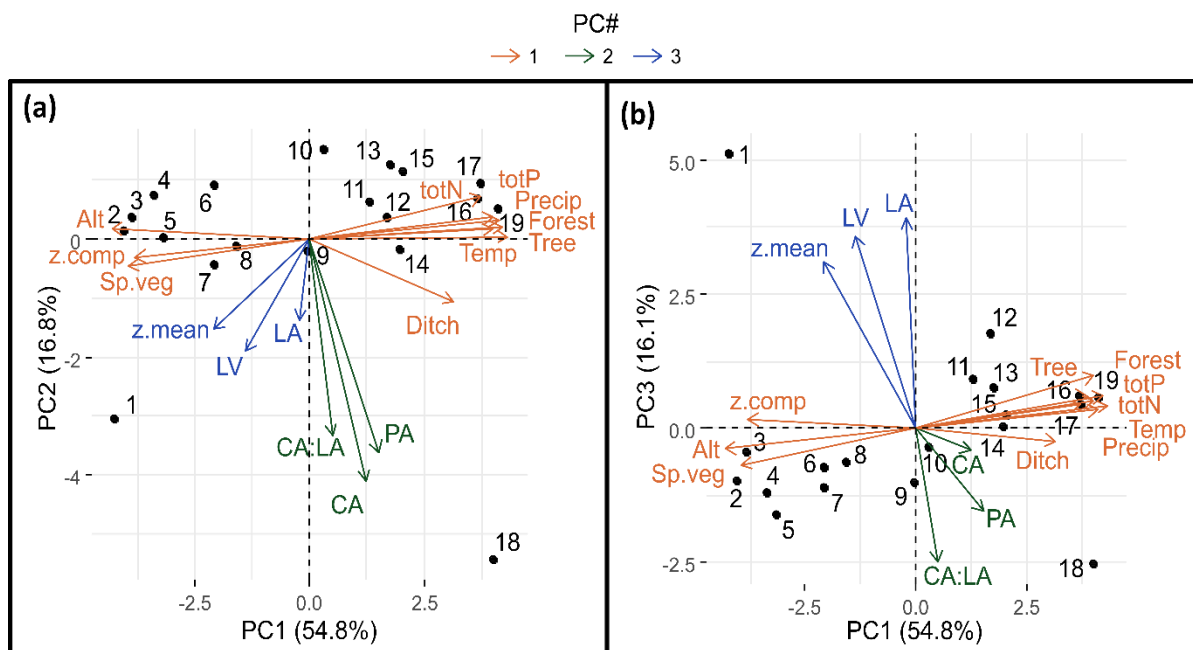 PC#
1 2 3
(a)
10 13 15 17 totP
4 totN Precip
3 6 11 12 16 Forest
Alt 2 5 19
0 Tree
z.comp 8 9 14 Temp
Sp.veg 7
z.mean LA Ditch
LV
-2
1
CA:LA PA
-4
CA
18
-2.5 0.0 2.5
PC1 (54.8%)
PC2 (16.8%)
(b)
5.0 1
LV LA
z.mean
2.5
12
11 13 Tree Forest
16 19 totP
z.comp 15 totN
0.0
Alt 3 17 Temp
Sp.veg 6 8 10 CA 14 Ditch Precip
2 4 7 9
5 PA
-2.5 CA:LA 18
-2.5 0.0 2.5
PC1 (54.8%)
PC3 (16.1%)